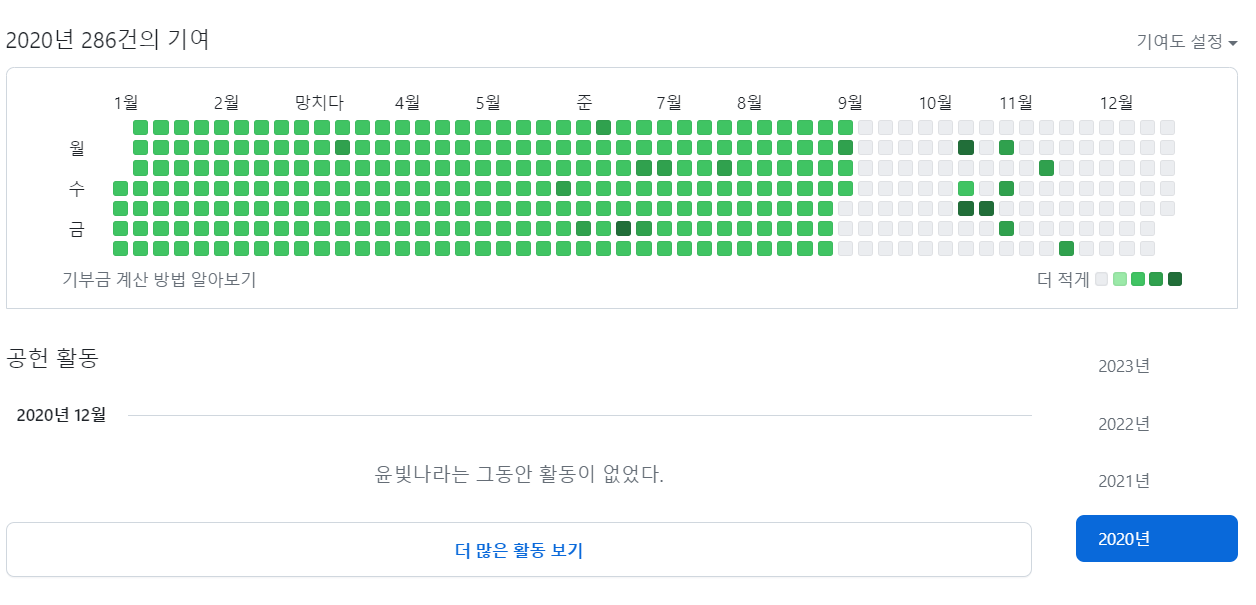 2020년 286건의 기여
기여도 설정
1월 2월 망치다 4월 5월 준 7월 8월 9월 10월 11월 12월
월
수
금
기부금 계산 방법 알아보기
더 적게
공헌 활동
2023년
2020년 12월
2022년
윤빛나라는 그동안 활동이 없었다.
2021년
2020년
더 많은 활동 보기